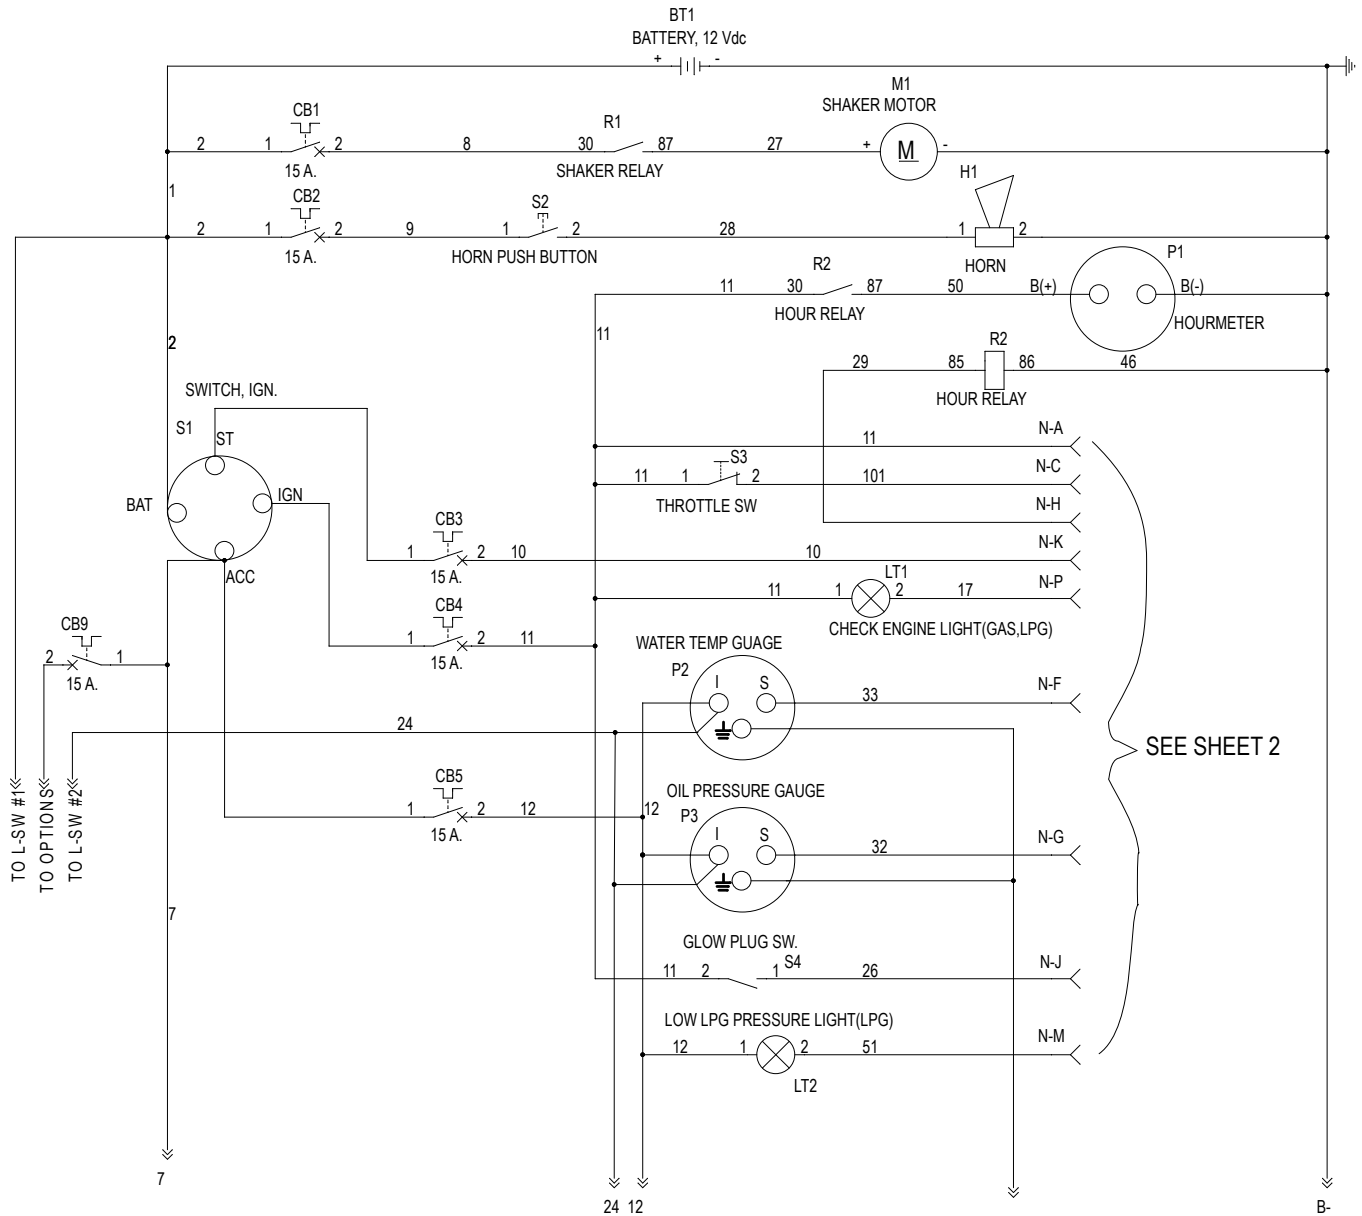 BT1
BATTERY, 12 Vdc
+ -
M1
SHAKER MOTOR
CB1
R1
2 1 2 8 30 87 27 + M -
15 A.
SHAKER RELAY
H1
1
CB2
S2
2 1 2 9 1 2 28 1 2
15 A.
HORN PUSH BUTTON
HORN
P1
R2
11 30 87 50 B(+) B(-)
HOUR RELAY
HOURMETER
11
2
R2
29 85 86 46
HOUR RELAY
SWITCH, IGN.
S1
ST
BAT
IGN
ACC
11 N-A
S3
11 1 2 101 N-C
THROTTLE SW
N-H
CB3
1 2 10 10 N-K
15 A.
LT1
11 1 2 17 N-P
CHECK ENGINE LIGHT(GAS,LPG)
CB4
1 2 11
15 A.
CB9
2 1
15 A.
WATER TEMP GUAGE
P2
I S
33 N-F
24
SEE SHEET 2
CB5
1 2 12 12
15 A.
OIL PRESSURE GAUGE
P3
I S
32 N-G
TO L-SW #1
TO OPTIONS
TO L-SW #2
7
GLOW PLUG SW.
11 2 1 S4 26 N-J
LOW LPG PRESSURE LIGHT(LPG)
12 1 2 51 N-M
LT2
7
24 12
B-